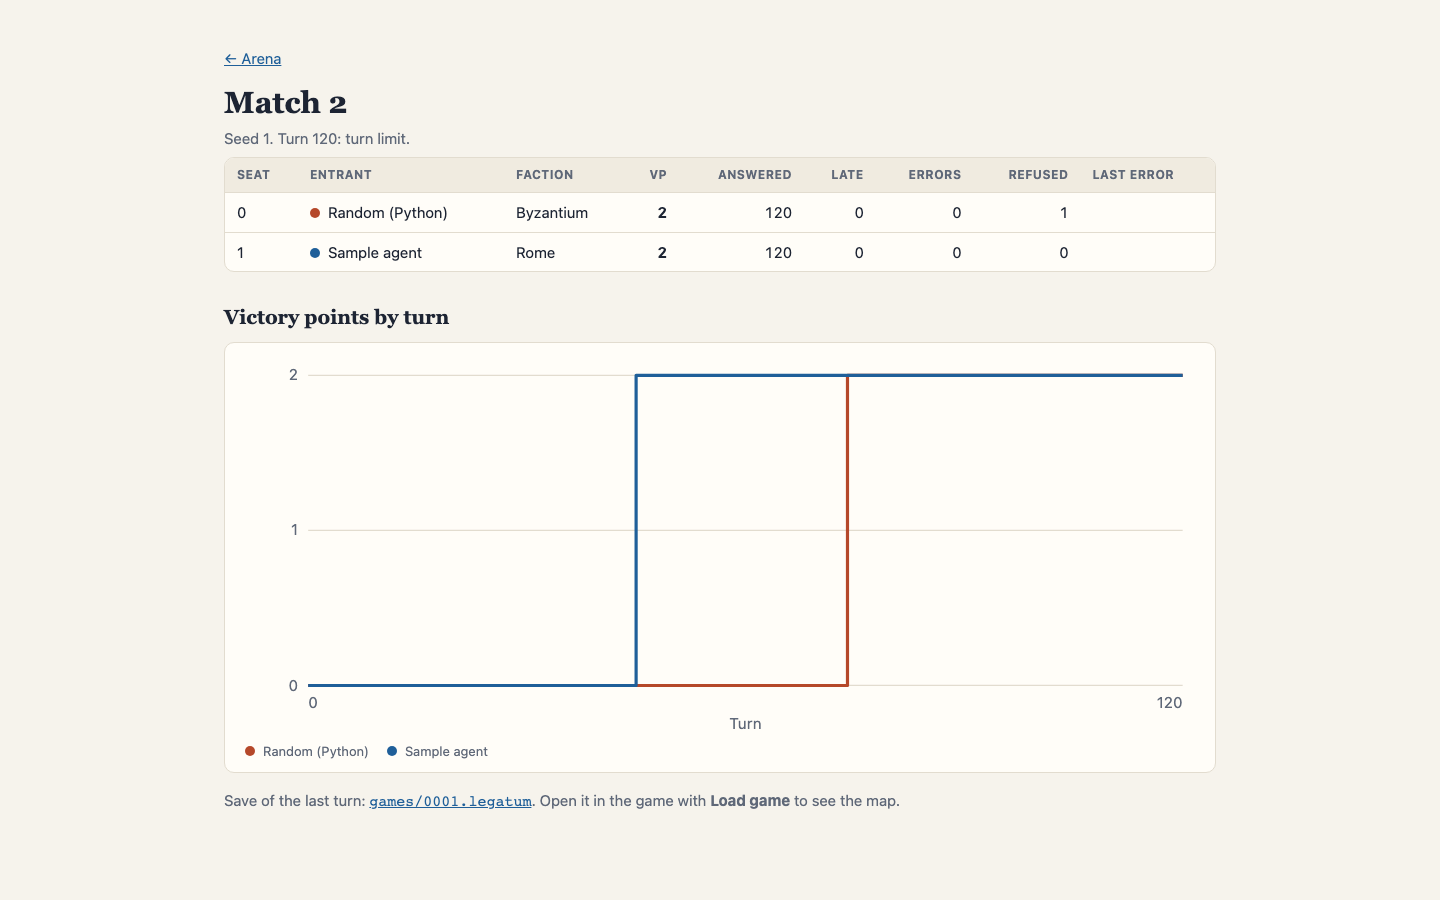 ← Arena
Match 2
Seed 1. Turn 120: turn limit.
SEAT ENTRANT FACTION VP ANSWERED LATE ERRORS REFUSED LAST ERROR
0 Random (Python) Byzantium 2 120 0 0 1
1 Sample agent Rome 2 120 0 0 0
Victory points by turn
2
1
0
0 120
Turn
Random (Python) Sample agent
Save of the last turn: games/0001.legatum. Open it in the game with Load game to see the map.